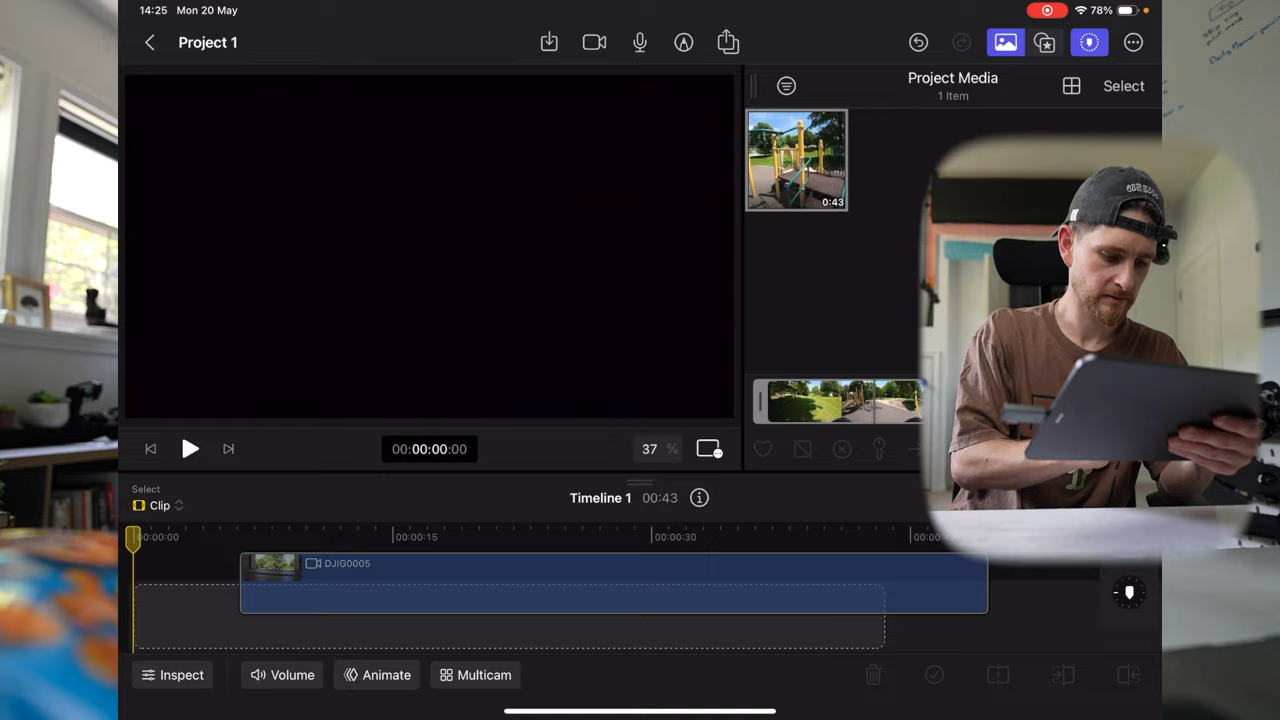 14:25 Mon 20 May
78%
Project 1
Project Media
1 Item
Select
0:43
00:00:00:00
37 %
Select
Clip
Timeline 1 00:43
00:00:00
00:00:15
00:00:30
DJIG0005
Inspect
Volume
Animate
Multicam